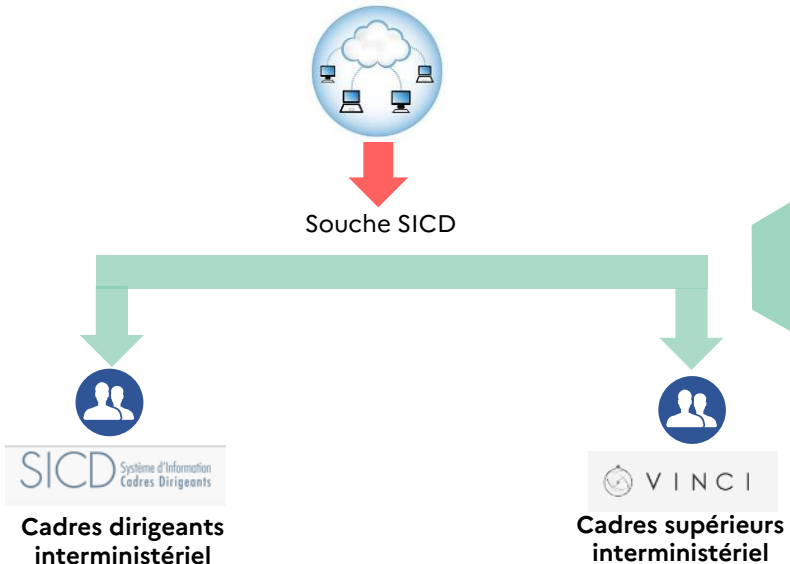 Souche SICD
SICD Système d'Information
Cadres Dirigeants
VINCI
Cadres dirigeants
interministériel
Cadres supérieurs
interministériel